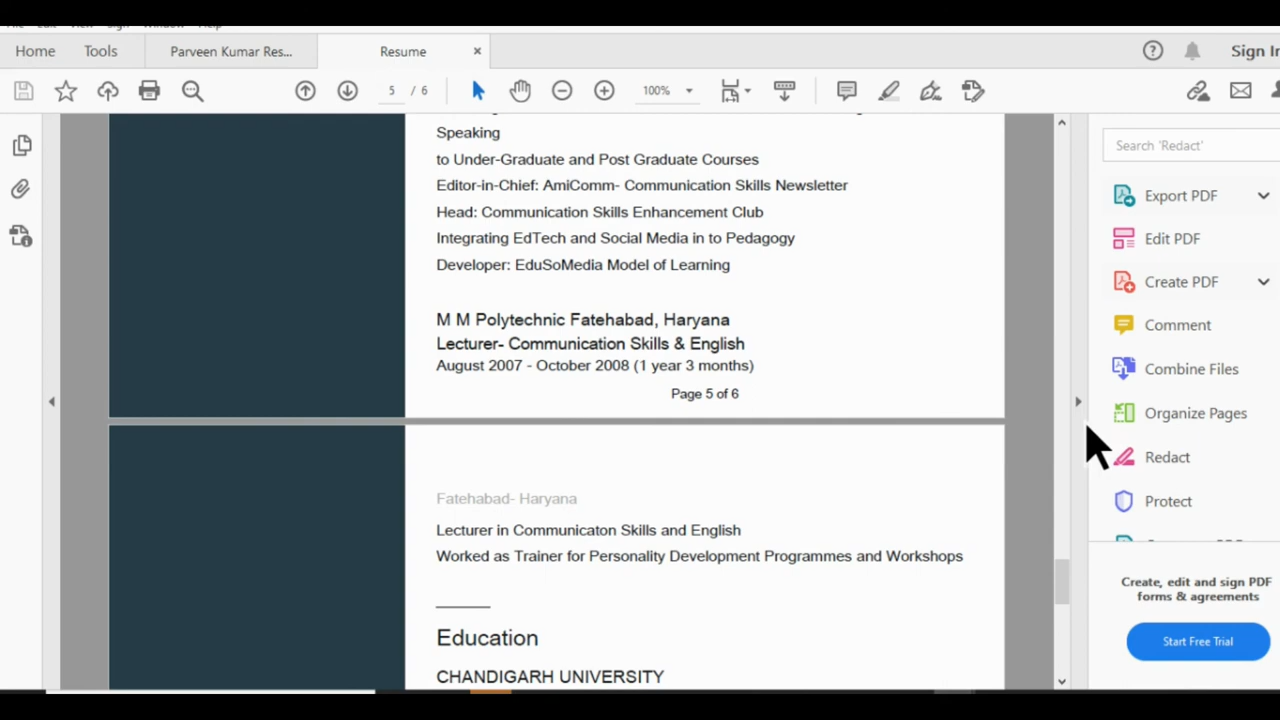 Home
Tools
Parveen Kumar Res...
Resume
Sign In
5 / 6
100%
Speaking
to Under-Graduate and Post Graduate Courses
Editor-in-Chief: AmiComm- Communication Skills Newsletter
Head: Communication Skills Enhancement Club
Integrating EdTech and Social Media in to Pedagogy
Developer: EduSoMedia Model of Learning
M M Polytechnic Fatehabad, Haryana
Lecturer- Communication Skills & English
August 2007 - October 2008 (1 year 3 months)
Page 5 of 6
Fatehabad- Haryana
Lecturer in Communicaton Skills and English
Worked as Trainer for Personality Development Programmes and Workshops
Education
CHANDIGARH UNIVERSITY
Search 'Redact'
Export PDF
Edit PDF
Create PDF
Comment
Combine Files
Organize Pages
Redact
Protect
Create, edit and sign PDF
forms & agreements
Start Free Trial